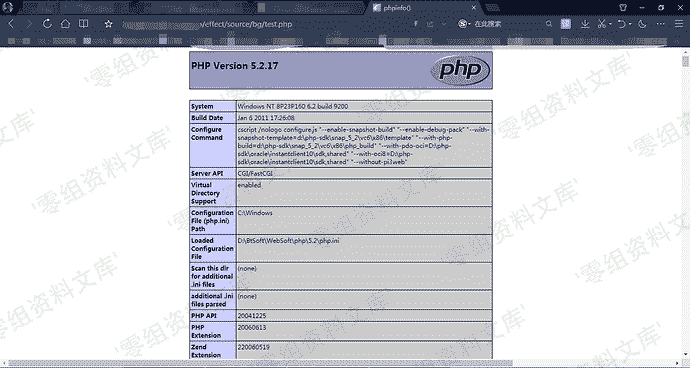 phpinfo()
/effect/source/bg/test.php
在此搜索
PHP Version 5.2.17
php
System Windows NT 8P23P16O 6.2 build 9200
Build Date Jan 6 2011 17:26:08
Configure Command cscript /nologo configure.js "--enable-snapshot-build" "--enable-debug-pack" "--with-
snapshot-template=d:\php-sdk\snap_5_2\vc6\x86\template" "--with-php-
build=d:\php-sdk\snap_5_2\vc6\x86\php_build" "--with-pdo-oci=D:\php-
sdk\oracle\instantclient10\sdk,shared" "--with-oci8=D:\php-
sdk\oracle\instantclient10\sdk,shared" "--without-pi3web"
Server API CGI/FastCGI
Virtual Directory Support enabled
Configuration File (php.ini) Path C:\Windows
Loaded Configuration File D:\BtSoft\WebSoft\php\5.2\php.ini
Scan this dir for additional .ini files (none)
additional .ini files parsed (none)
PHP API 20041225
PHP Extension 20060613
Zend Extension 220060519
'零组资料文库'